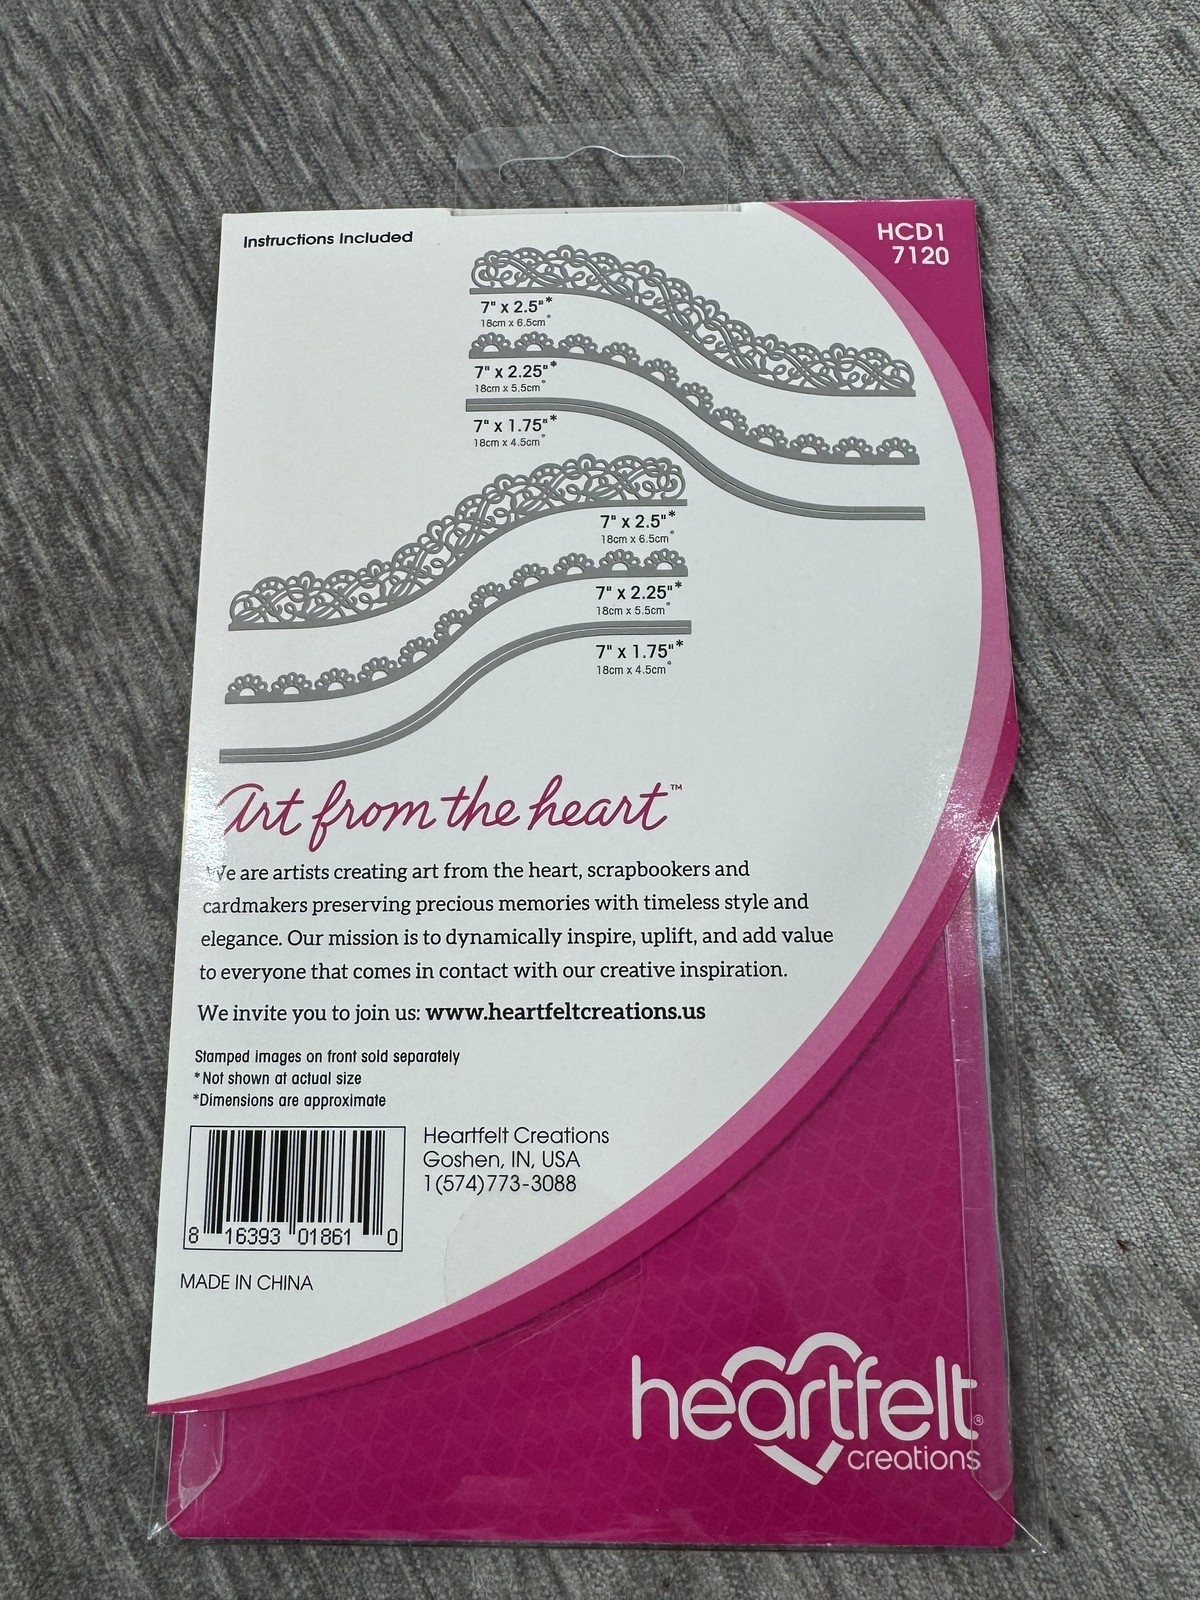 Instructions Included
HCD1
7120
7" x 2.5"*
18cm x 6.5cm*
7" x 2.25"*
18cm x 5.5cm*
7" x 1.75"*
18cm x 4.5cm*
7" x 2.5"*
18cm x 6.5cm*
7" x 2.25"*
18cm x 5.5cm*
7" x 1.75"*
18cm x 4.5cm*
Art from the heart™
We are artists creating art from the heart, scrapbookers and
cardmakers preserving precious memories with timeless style and
elegance. Our mission is to dynamically inspire, uplift, and add value
to everyone that comes in contact with our creative inspiration.
We invite you to join us: www.heartfeltcreations.us
Stamped images on front sold separately
*Not shown at actual size
*Dimensions are approximate
Heartfelt Creations
Goshen, IN, USA
1(574)773-3088
8 16393 01861 0
MADE IN CHINA
heartfelt®
creations